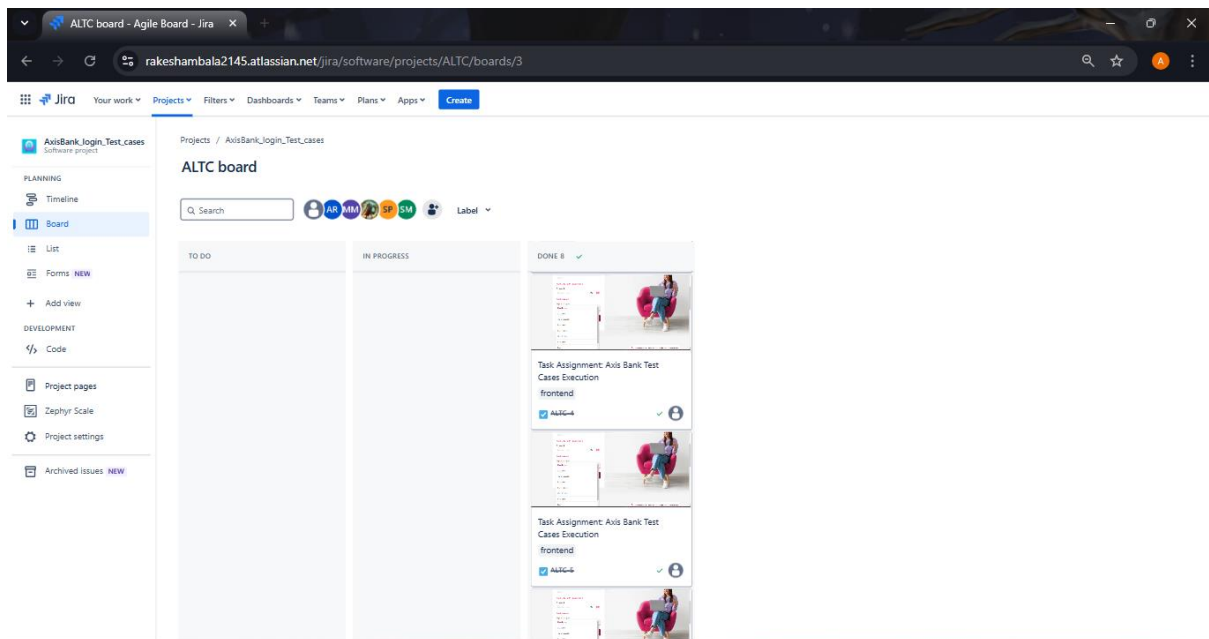 ALTC board - Agile Board - Jira
rakeshambala2145.atlassian.net/jira/software/projects/ALTC/boards/3
A
Jira Your work Projects Filters Dashboards Teams Plans Apps Create
AxisBank_login_Test_cases
Software project
Projects / AxisBank_login_Test_cases
ALTC board
PLANNING
Timeline
Board
List
Forms NEW
Add view
DEVELOPMENT
Code
Project pages
Zephyr Scale
Project settings
Archived issues NEW
Search AR MM SP SM Label
TO DO IN PROGRESS DONE 8
Task Assignment: Axis Bank Test
Cases Execution
frontend
ALTC-4
Task Assignment: Axis Bank Test
Cases Execution
frontend
ALTC-5